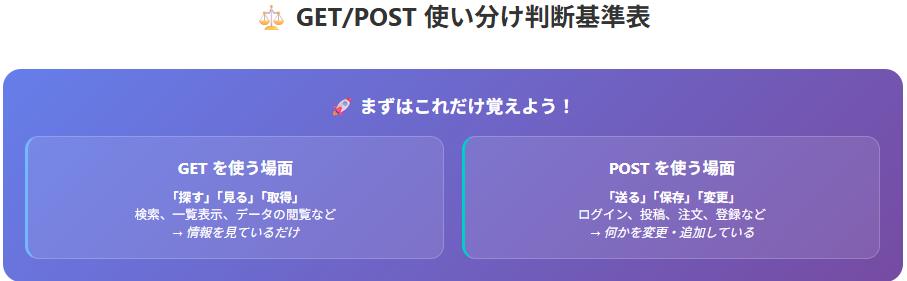 ⚖️ GET/POST 使い分け判断基準表
🚀 まずはこれだけ覚えよう！
GET を使う場面
「探す」「見る」「取得」
検索、一覧表示、データの閲覧など
→ 情報を見ているだけ
POST を使う場面
「送る」「保存」「変更」
ログイン、投稿、注文、登録など
→ 何かを変更・追加している